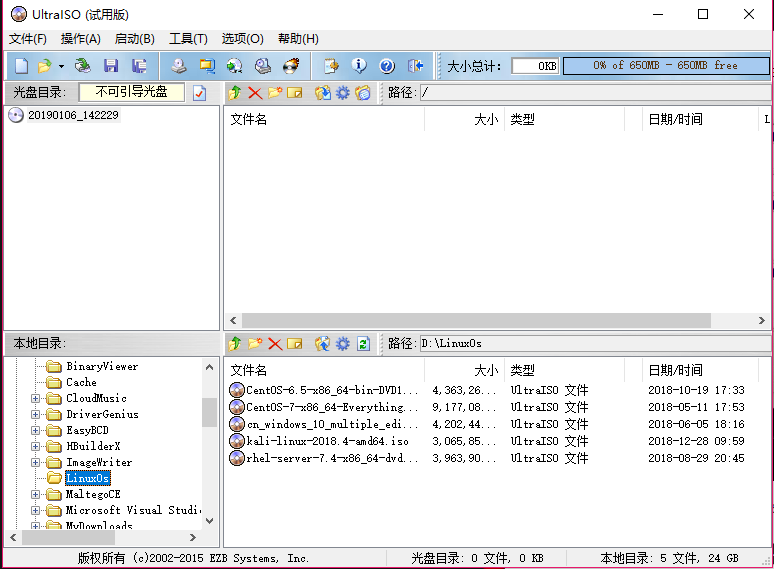 UltraISO (试用版)
文件(F) 操作(A) 启动(B) 工具(T) 选项(O) 帮助(H)
大小总计: 0KB 0% of 650MB - 650MB free
光盘目录: 不可引导光盘 路径: /
20190106_142229
文件名 大小 类型 日期/时间 L
本地目录: 路径: D:\LinuxOs
BinaryViewer
Cache
CloudMusic
DriverGenius
EasyBCD
HBuilderX
ImageWriter
LinuxOs
MaltegoCE
Microsoft Visual Studi
MyDownloads
文件名 大小 类型 日期/时间
CentOS-6.5-x86_64-bin-DVD1... 4,363,26... UltraISO 文件 2018-10-19 17:33
CentOS-7-x86_64-Everything... 9,177,08... UltraISO 文件 2018-05-11 17:53
cn_windows_10_multiple_edi... 4,202,44... UltraISO 文件 2018-06-05 18:16
kali-linux-2018.4-amd64.iso 3,065,85... UltraISO 文件 2018-12-28 09:59
rhel-server-7.4-x86_64-dvd... 3,963,90... UltraISO 文件 2018-08-29 20:45
版权所有 (c)2002-2015 EZB Systems, Inc. 光盘目录: 0 文件, 0 KB 本地目录: 5 文件, 24 GB